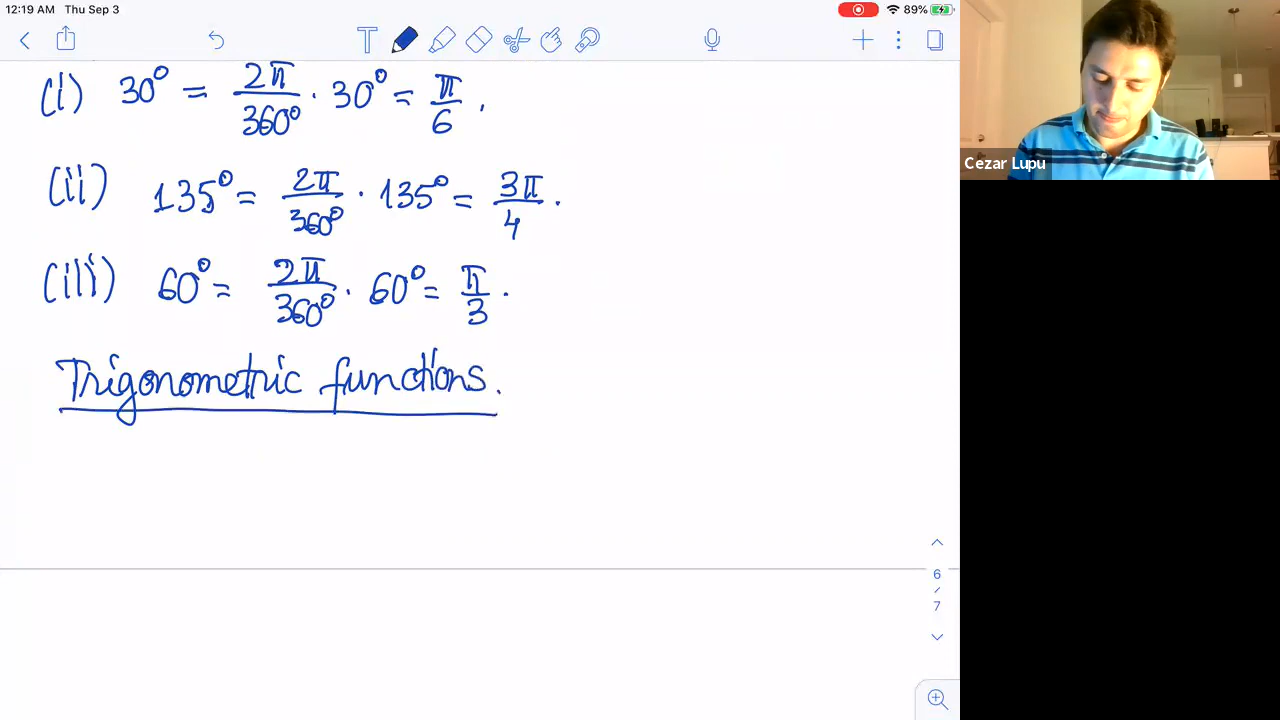 12:19 AM Thu Sep 3
89%
T
(i) 30° = 2π/360° · 30° = π/6 .
Cezar Lupu
(ii) 135° = 2π/360° · 135° = 3π/4 .
(iii) 60° = 2π/360° · 60° = π/3 .
Trigonometric functions.
6
/
7